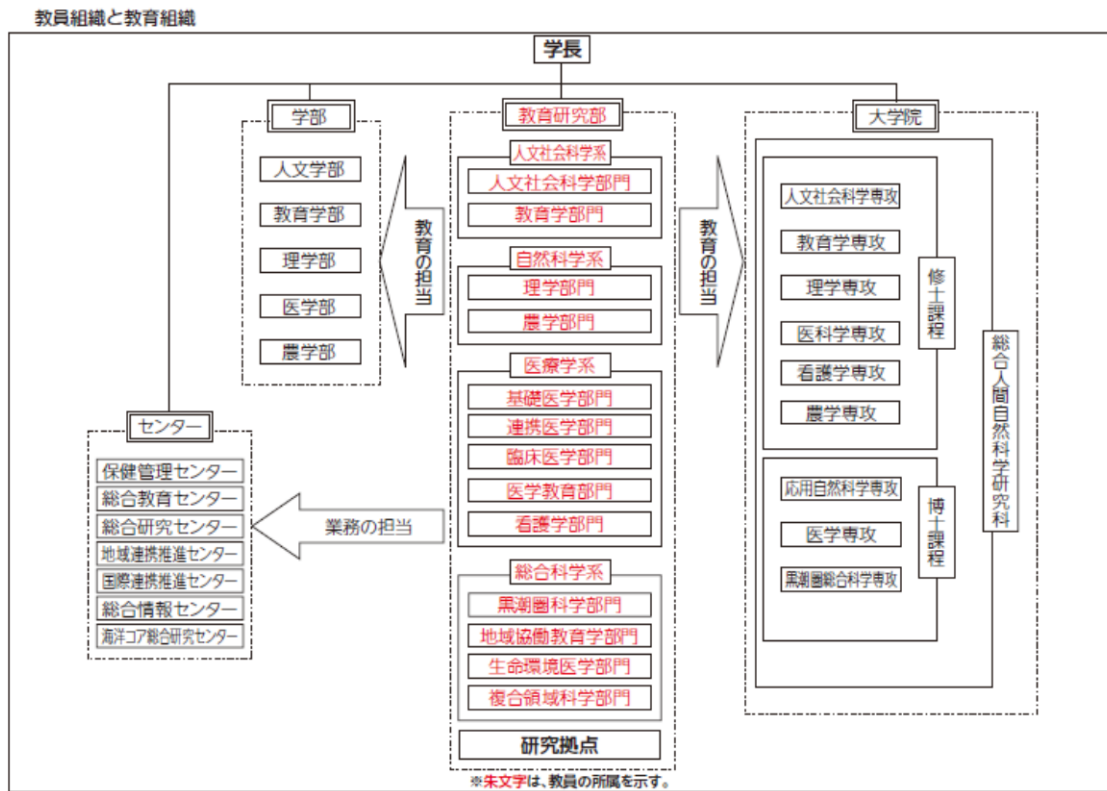 教員組織と教育組織
学長
学部
人文学部
教育学部
理学部
医学部
農学部
教育の担当
センター
保健管理センター
総合教育センター
総合研究センター
地域連携推進センター
国際連携推進センター
総合情報センター
海洋コア総合研究センター
業務の担当
教育研究部
人文社会科学系
人文社会科学部門
教育学部門
自然科学系
理学部門
農学部門
医療学系
基礎医学部門
連携医学部門
臨床医学部門
医学教育部門
看護学部門
総合科学系
黒潮圏科学部門
地域協働教育学部門
生命環境医学部門
複合領域科学部門
研究拠点
教育の担当
大学院
人文社会科学専攻
教育学専攻
理学専攻
医科学専攻
看護学専攻
農学専攻
修士課程
応用自然科学専攻
医学専攻
黒潮圏総合科学専攻
博士課程
総合人間自然科学研究科
※朱文字は、教員の所属を示す。